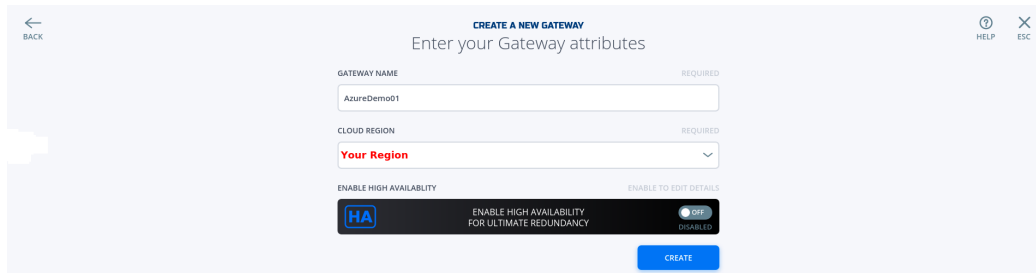 BACK
CREATE A NEW GATEWAY
Enter your Gateway attributes
HELP
ESC
GATEWAY NAME
REQUIRED
AzureDemo01
CLOUD REGION
REQUIRED
Your Region
ENABLE HIGH AVAILABLITY
ENABLE TO EDIT DETAILS
HA
ENABLE HIGH AVAILABILITY
FOR ULTIMATE REDUNDANCY
OFF
DISABLED
CREATE